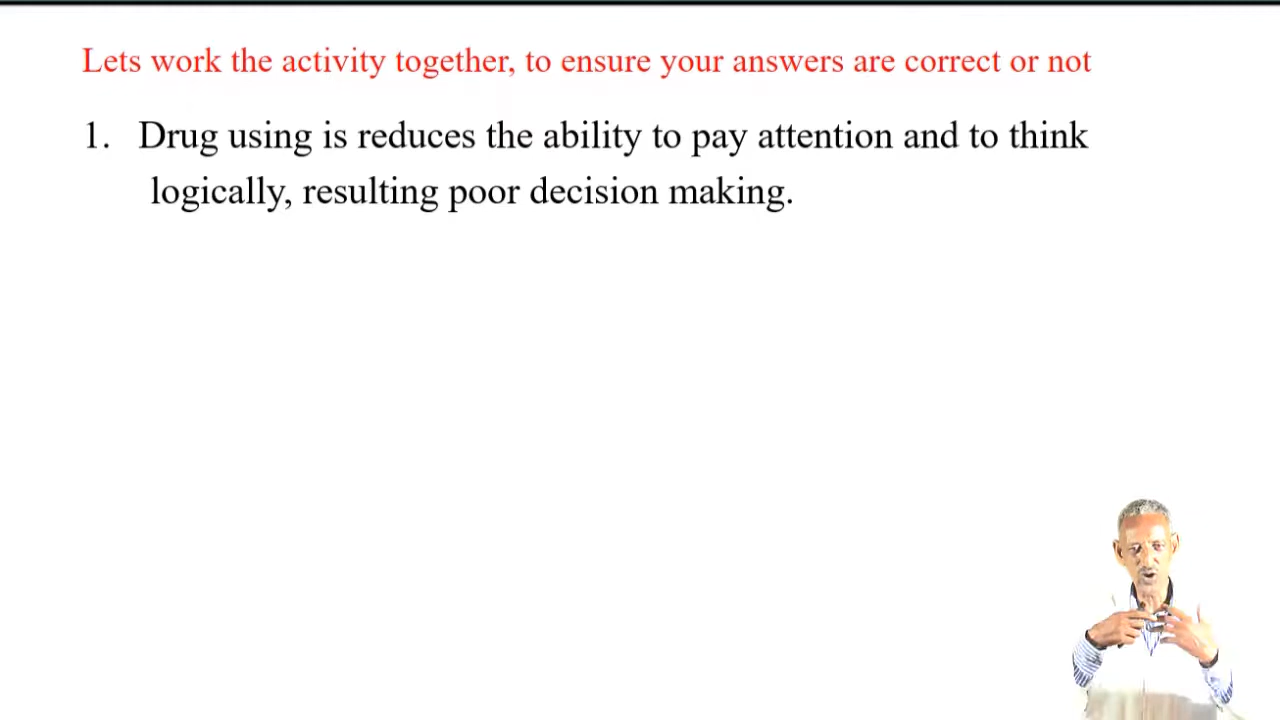 Lets work the activity together, to ensure your answers are correct or not
1. Drug using is reduces the ability to pay attention and to think
logically, resulting poor decision making.